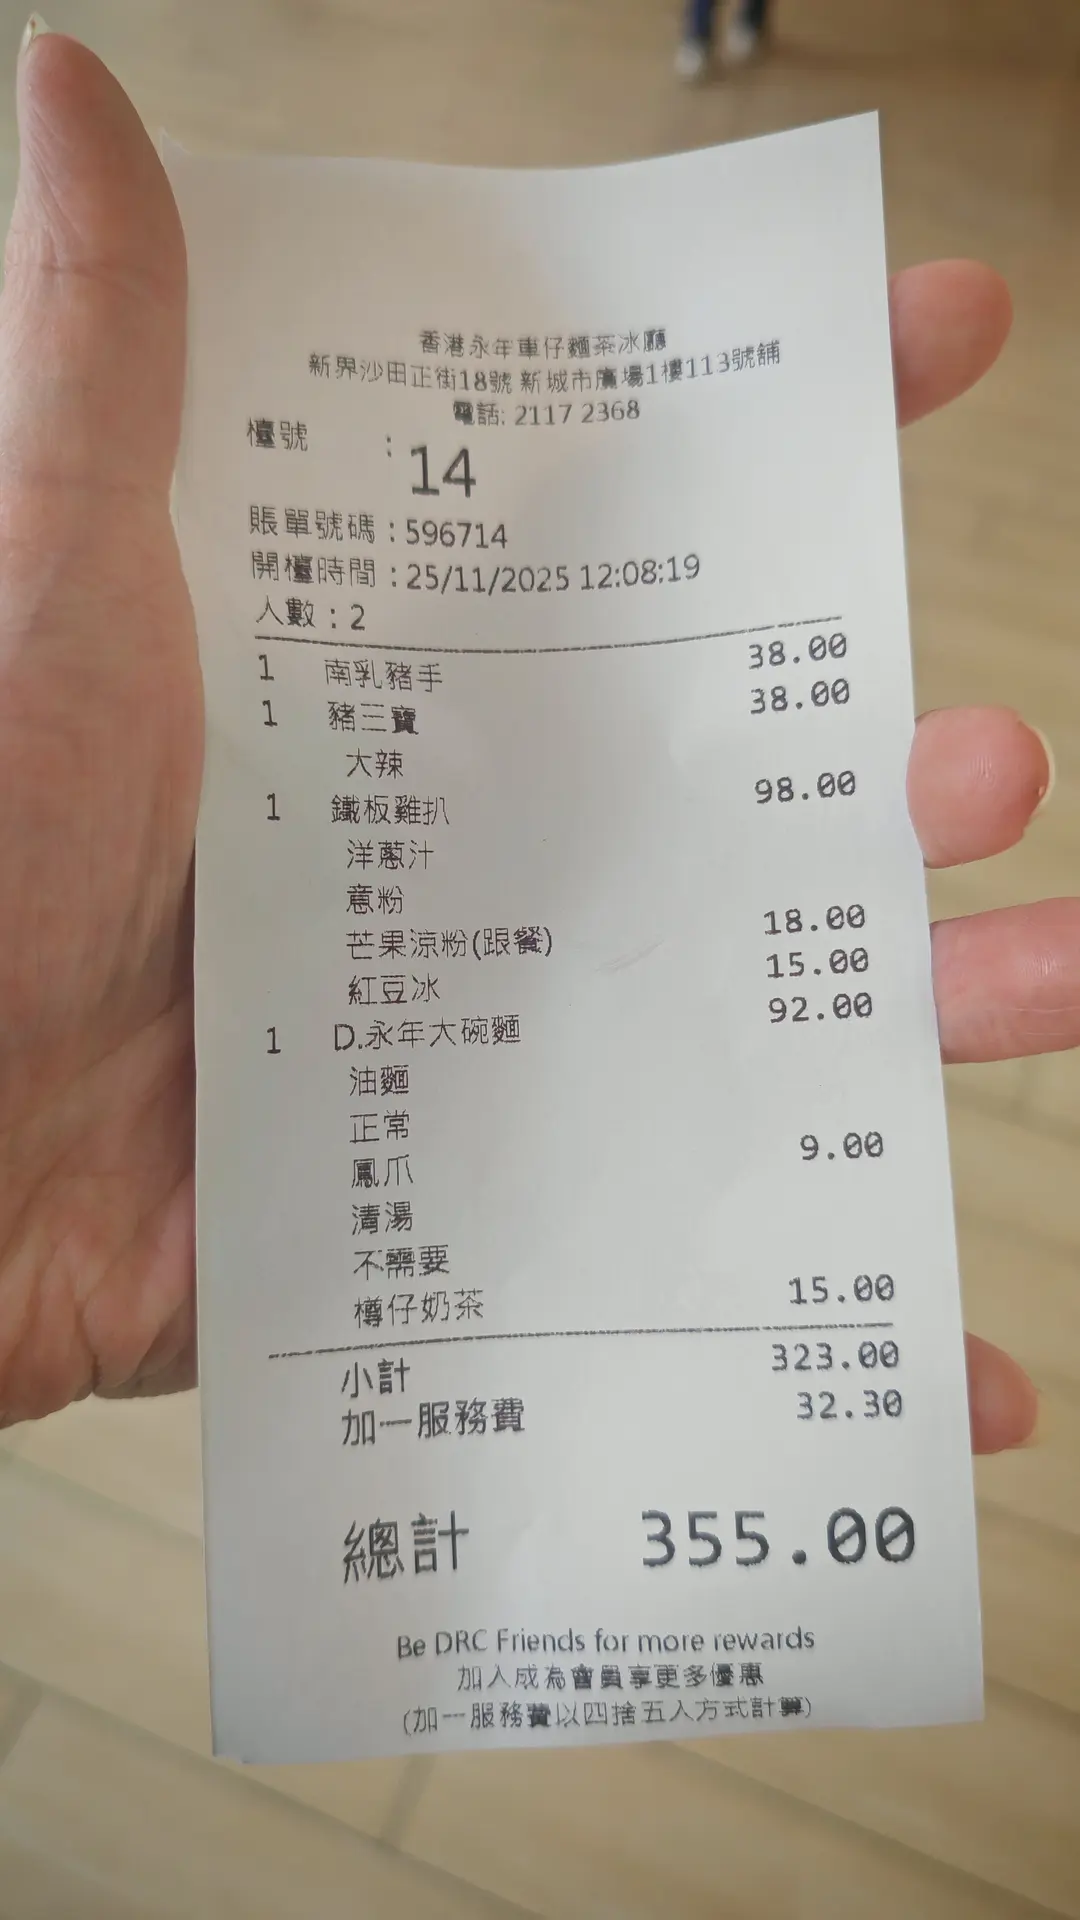 香港永年車仔麵茶冰廳
新界沙田正街18號 新城市廣場1樓113號舖
電話: 2117 2368
檯號 : 14
賬單號碼 : 596714
開檯時間 : 25/11/2025 12:08:19
人數 : 2
1 南乳豬手 38.00
1 豬三寶 38.00
大辣
1 鐵板雞扒 98.00
洋蔥汁
意粉
芒果涼粉(跟餐) 18.00
紅豆冰 15.00
1 D.永年大碗麵 92.00
油麵
正常
鳳爪 9.00
清湯
不需要
樽仔奶茶 15.00
小計 323.00
加一服務費 32.30
總計 355.00
Be DRC Friends for more rewards
加入成為會員享更多優惠
(加一服務費以四捨五入方式計算)